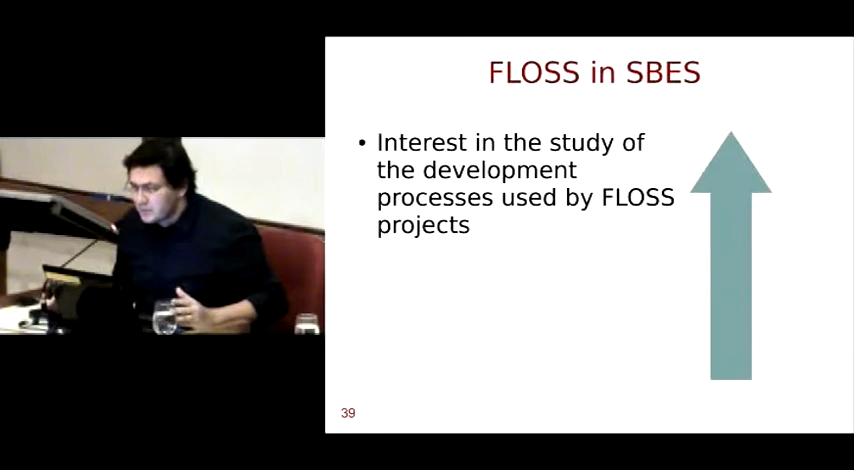 FLOSS in SBES
• Interest in the study of
the development
processes used by FLOSS
projects
39